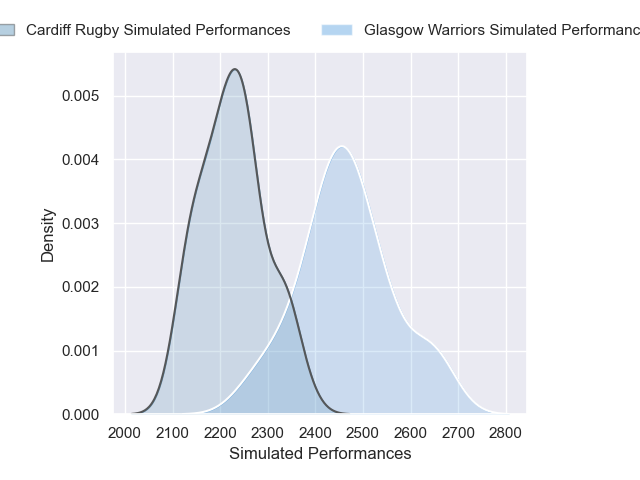 Cardiff Rugby Simulated Performances
Glasgow Warriors Simulated Performanc
0.005
0.004
0.003
0.002
0.001
0.000
Density
2000 2100 2200 2300 2400 2500 2600 2700 2800
Simulated Performances